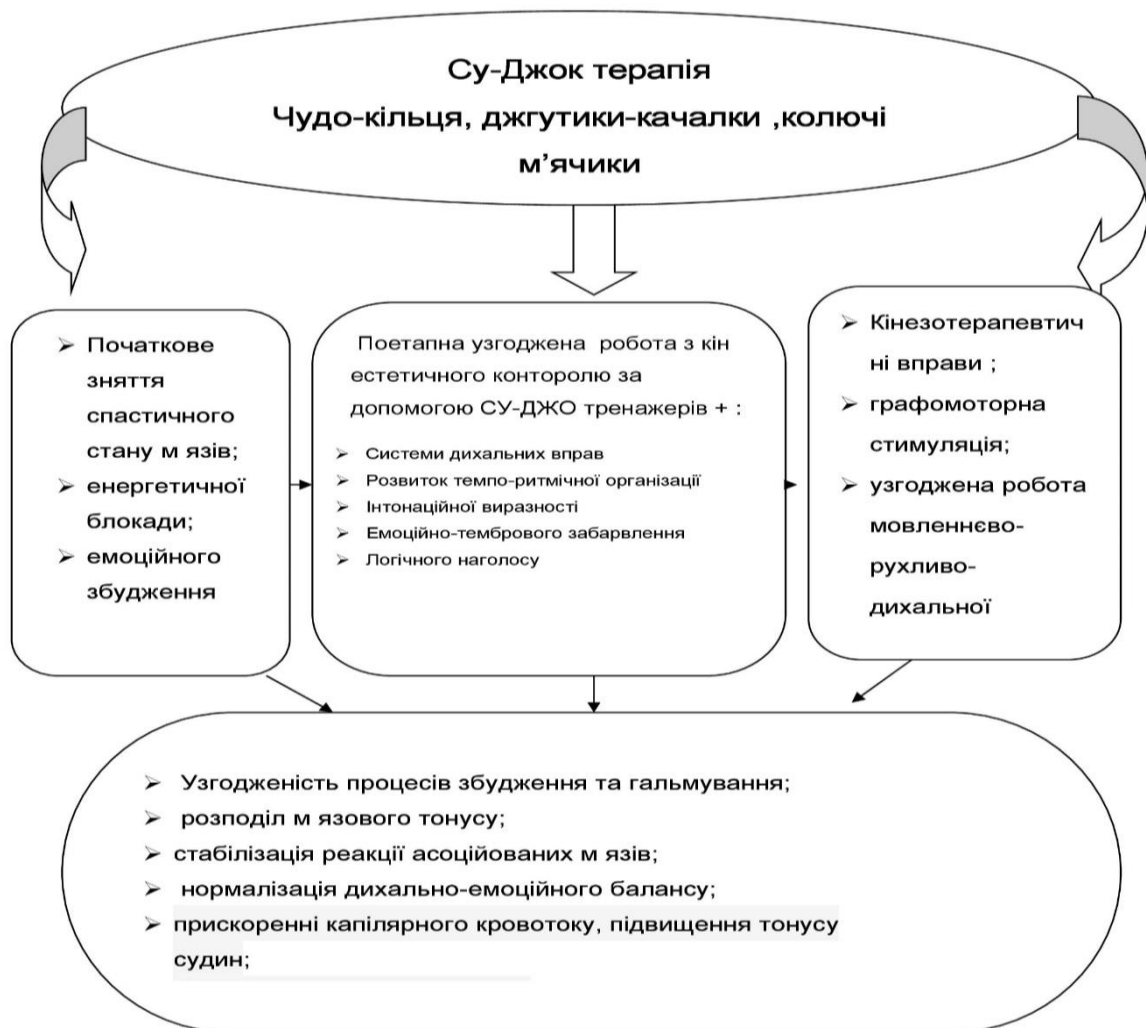 Су-Джок терапія
Чудо-кільця, джгутики-качалки ,колючі
м’ячики
Початкове
зняття
спастичного
стану м язів;
енергетичної
блокади;
емоційного
збудження
Поетапна узгоджена робота з кін
естетичного конторолю за
допомогою СУ-ДЖО тренажерів + :
Системи дихальних вправ
Розвиток темпо-ритмічної організації
Інтонаційної виразності
Емоційно-тембрового забарвлення
Логічного наголосу
Кінезотерапевтич
ні вправи ;
графомоторна
стимуляція;
узгоджена робота
мовленнєво-
рухливо-
дихальної
Узгодженість процесів збудження та гальмування;
розподіл м язового тонусу;
стабілізація реакції асоційованих м язів;
нормалізація дихально-емоційного балансу;
прискоренні капілярного кровотоку, підвищення тонусу
судин;